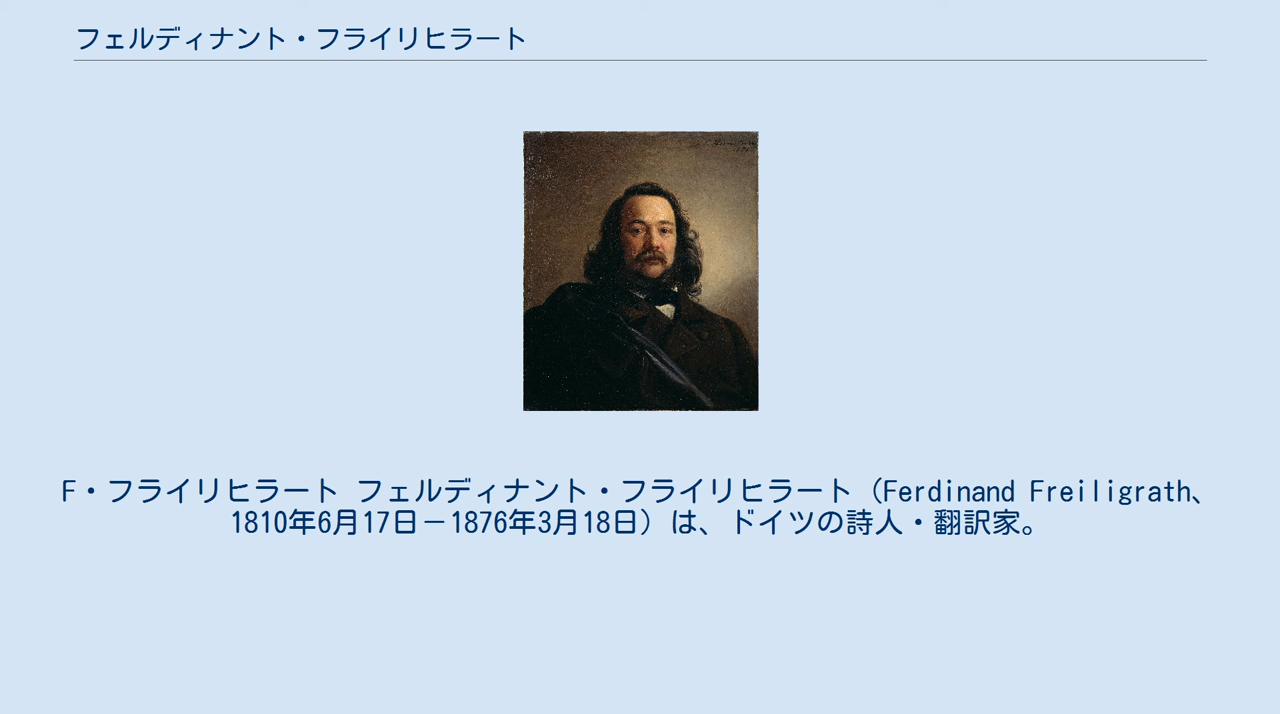 フェルディナント・フライリヒラート
F・フライリヒラート フェルディナント・フライリヒラート（Ferdinand Freiligrath、
1810年6月17日－1876年3月18日）は、ドイツの詩人・翻訳家。